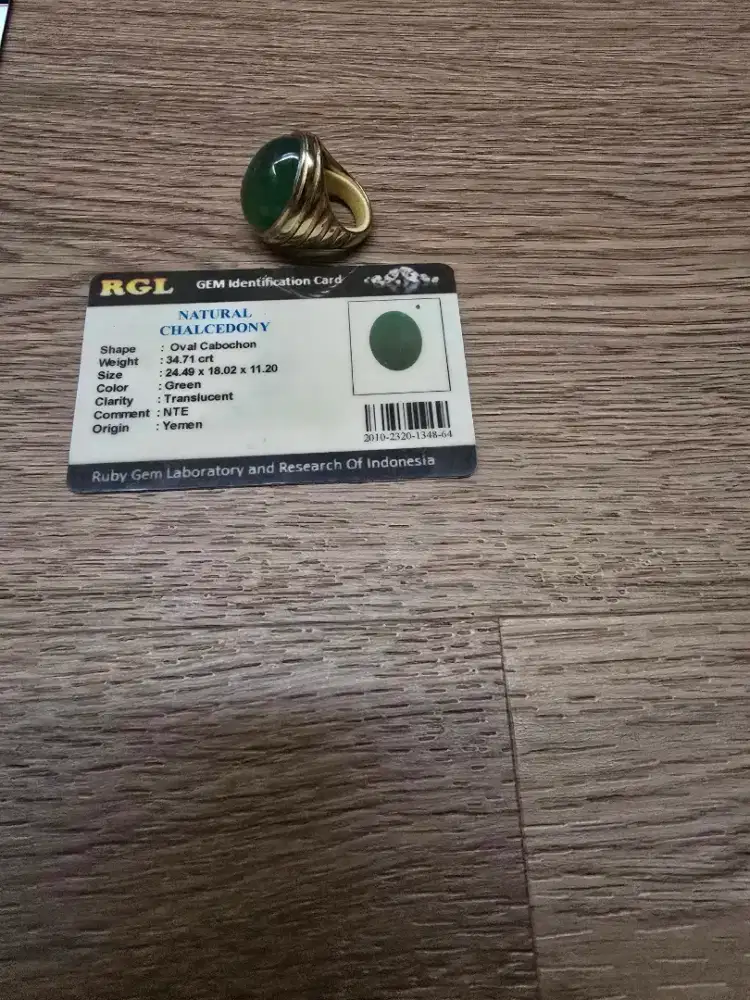 RGL GEM Identification Card
NATURAL
CHALCEDONY
Shape : Oval Cabochon
Weight : 34.71 crt
Size : 24.49 x 18.02 x 11.20
Color : Green
Clarity : Translucent
Comment : NTE
Origin : Yemen
2010-2320-1348-64
Ruby Gem Laboratory and Research Of Indonesia